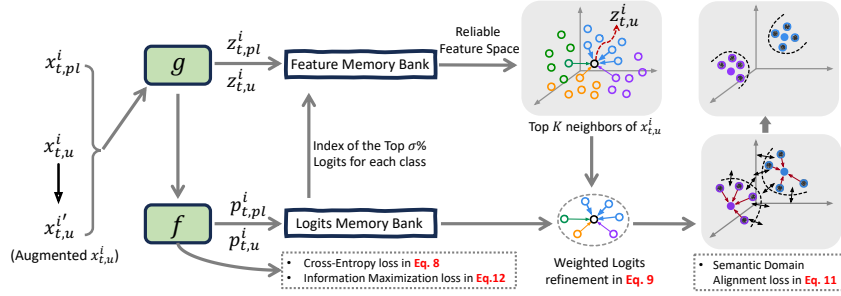 x^i_{t,pl}
x^i_{t,u}
x^{i'}_{t,u}
(Augmented x^i_{t,u})
g
f
z^i_{t,pl}
z^i_{t,u}
p^i_{t,pl}
p^i_{t,u}
Feature Memory Bank
Index of the Top σ%
Logits for each class
Logits Memory Bank
• Cross-Entropy loss in Eq. 8
• Information Maximization loss in Eq.12
Reliable
Feature Space
z^i_{t,u}
Top K neighbors of x^i_{t,u}
Weighted Logits
refinement in Eq. 9
• Semantic Domain
Alignment loss in Eq. 11